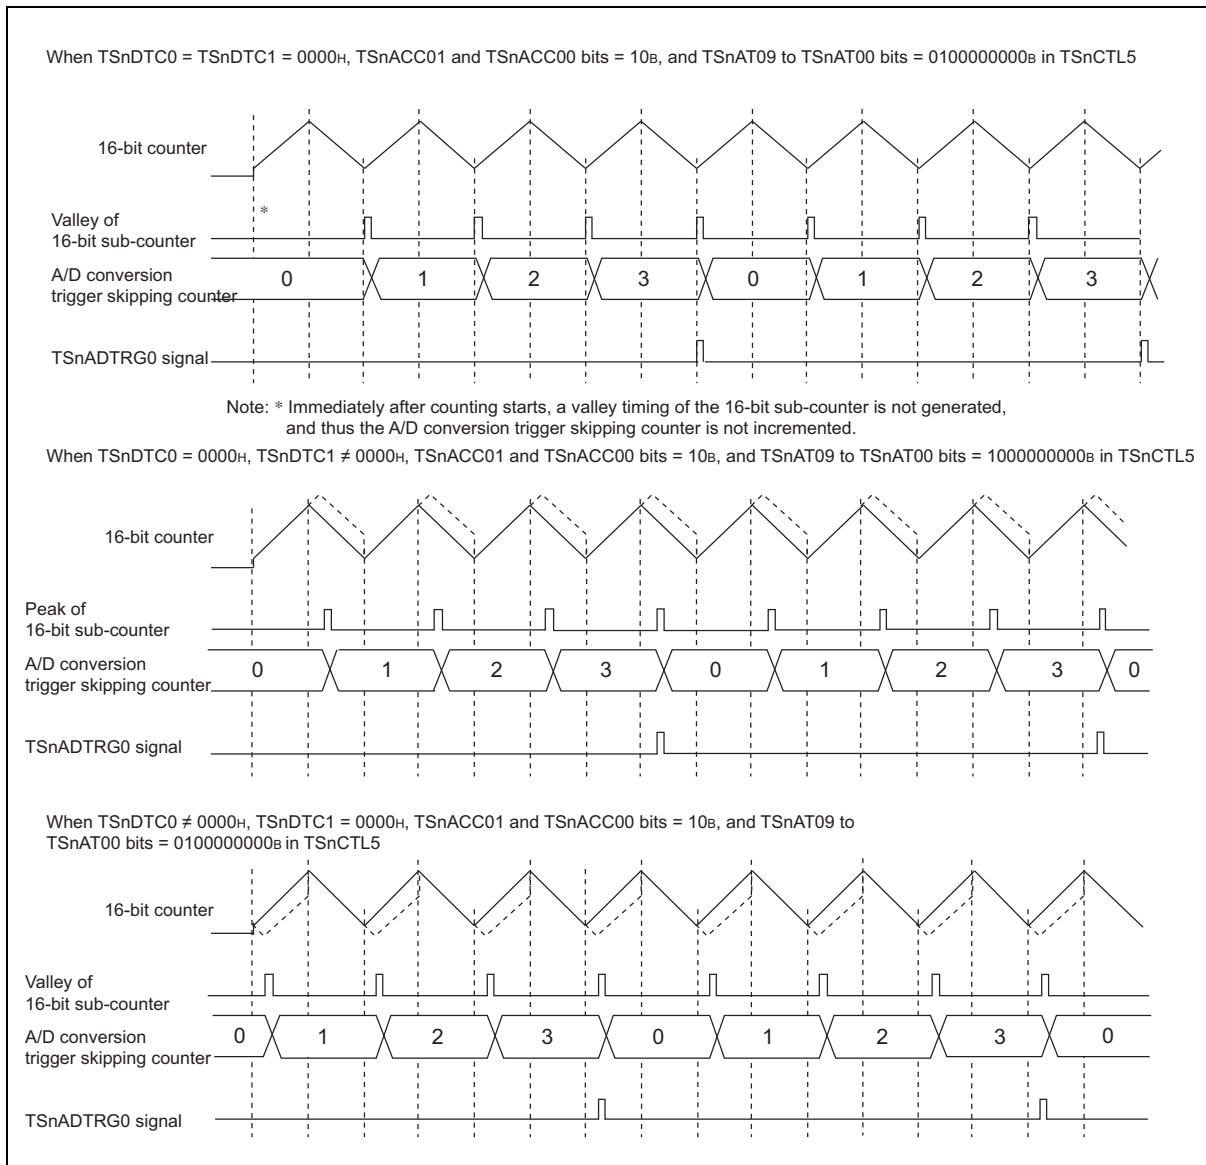 When TSnDTC0 = TSnDTC1 = 0000H, TSnACC01 and TSnACC00 bits = 10B, and TSnAT09 to TSnAT00 bits = 0100000000B in TSnCTL5
16-bit counter
*
Valley of
16-bit sub-counter
A/D conversion
trigger skipping counter
0 1 2 3 0 1 2 3
TSnADTRG0 signal
Note: * Immediately after counting starts, a valley timing of the 16-bit sub-counter is not generated,
and thus the A/D conversion trigger skipping counter is not incremented.
When TSnDTC0 = 0000H, TSnDTC1 ≠ 0000H, TSnACC01 and TSnACC00 bits = 10B, and TSnAT09 to TSnAT00 bits = 1000000000B in TSnCTL5
16-bit counter
Peak of
16-bit sub-counter
A/D conversion
trigger skipping counter
0 1 2 3 0 1 2 3 0
TSnADTRG0 signal
When TSnDTC0 ≠ 0000H, TSnDTC1 = 0000H, TSnACC01 and TSnACC00 bits = 10B, and TSnAT09 to
TSnAT00 bits = 0100000000B in TSnCTL5
16-bit counter
Valley of
16-bit sub-counter
A/D conversion
trigger skipping counter
0 1 2 3 0 1 2 3 0
TSnADTRG0 signal